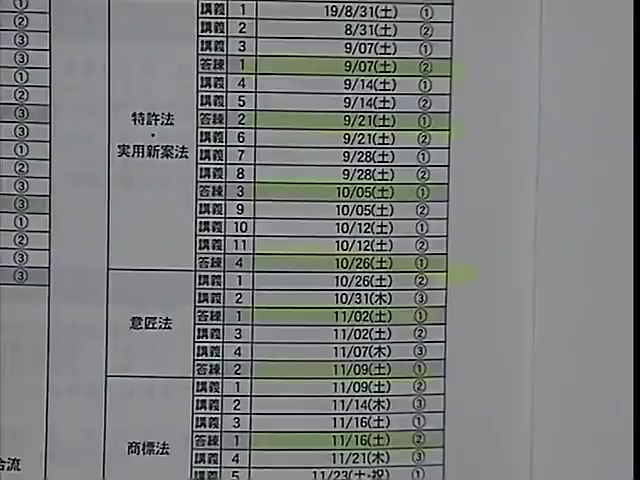 ①
②
③
③
①
②
③
③
①
②
③
③
①
②
③
③
合流
特許法
・
実用新案法
講義 1 19/8/31(土) ①
講義 2 8/31(土) ②
講義 3 9/07(土) ①
答練 1 9/07(土) ②
講義 4 9/14(土) ①
講義 5 9/14(土) ②
答練 2 9/21(土) ①
講義 6 9/21(土) ②
講義 7 9/28(土) ①
講義 8 9/28(土) ②
答練 3 10/05(土) ①
講義 9 10/05(土) ②
講義 10 10/12(土) ①
講義 11 10/12(土) ②
答練 4 10/26(土) ①
意匠法
講義 1 10/26(土) ②
講義 2 10/31(木) ③
答練 1 11/02(土) ①
講義 3 11/02(土) ②
講義 4 11/07(木) ③
答練 2 11/09(土) ①
商標法
講義 1 11/09(土) ②
講義 2 11/14(木) ③
講義 3 11/16(土) ①
答練 1 11/16(土) ②
講義 4 11/21(木) ③
講義 5 11/23(土・祝) ①